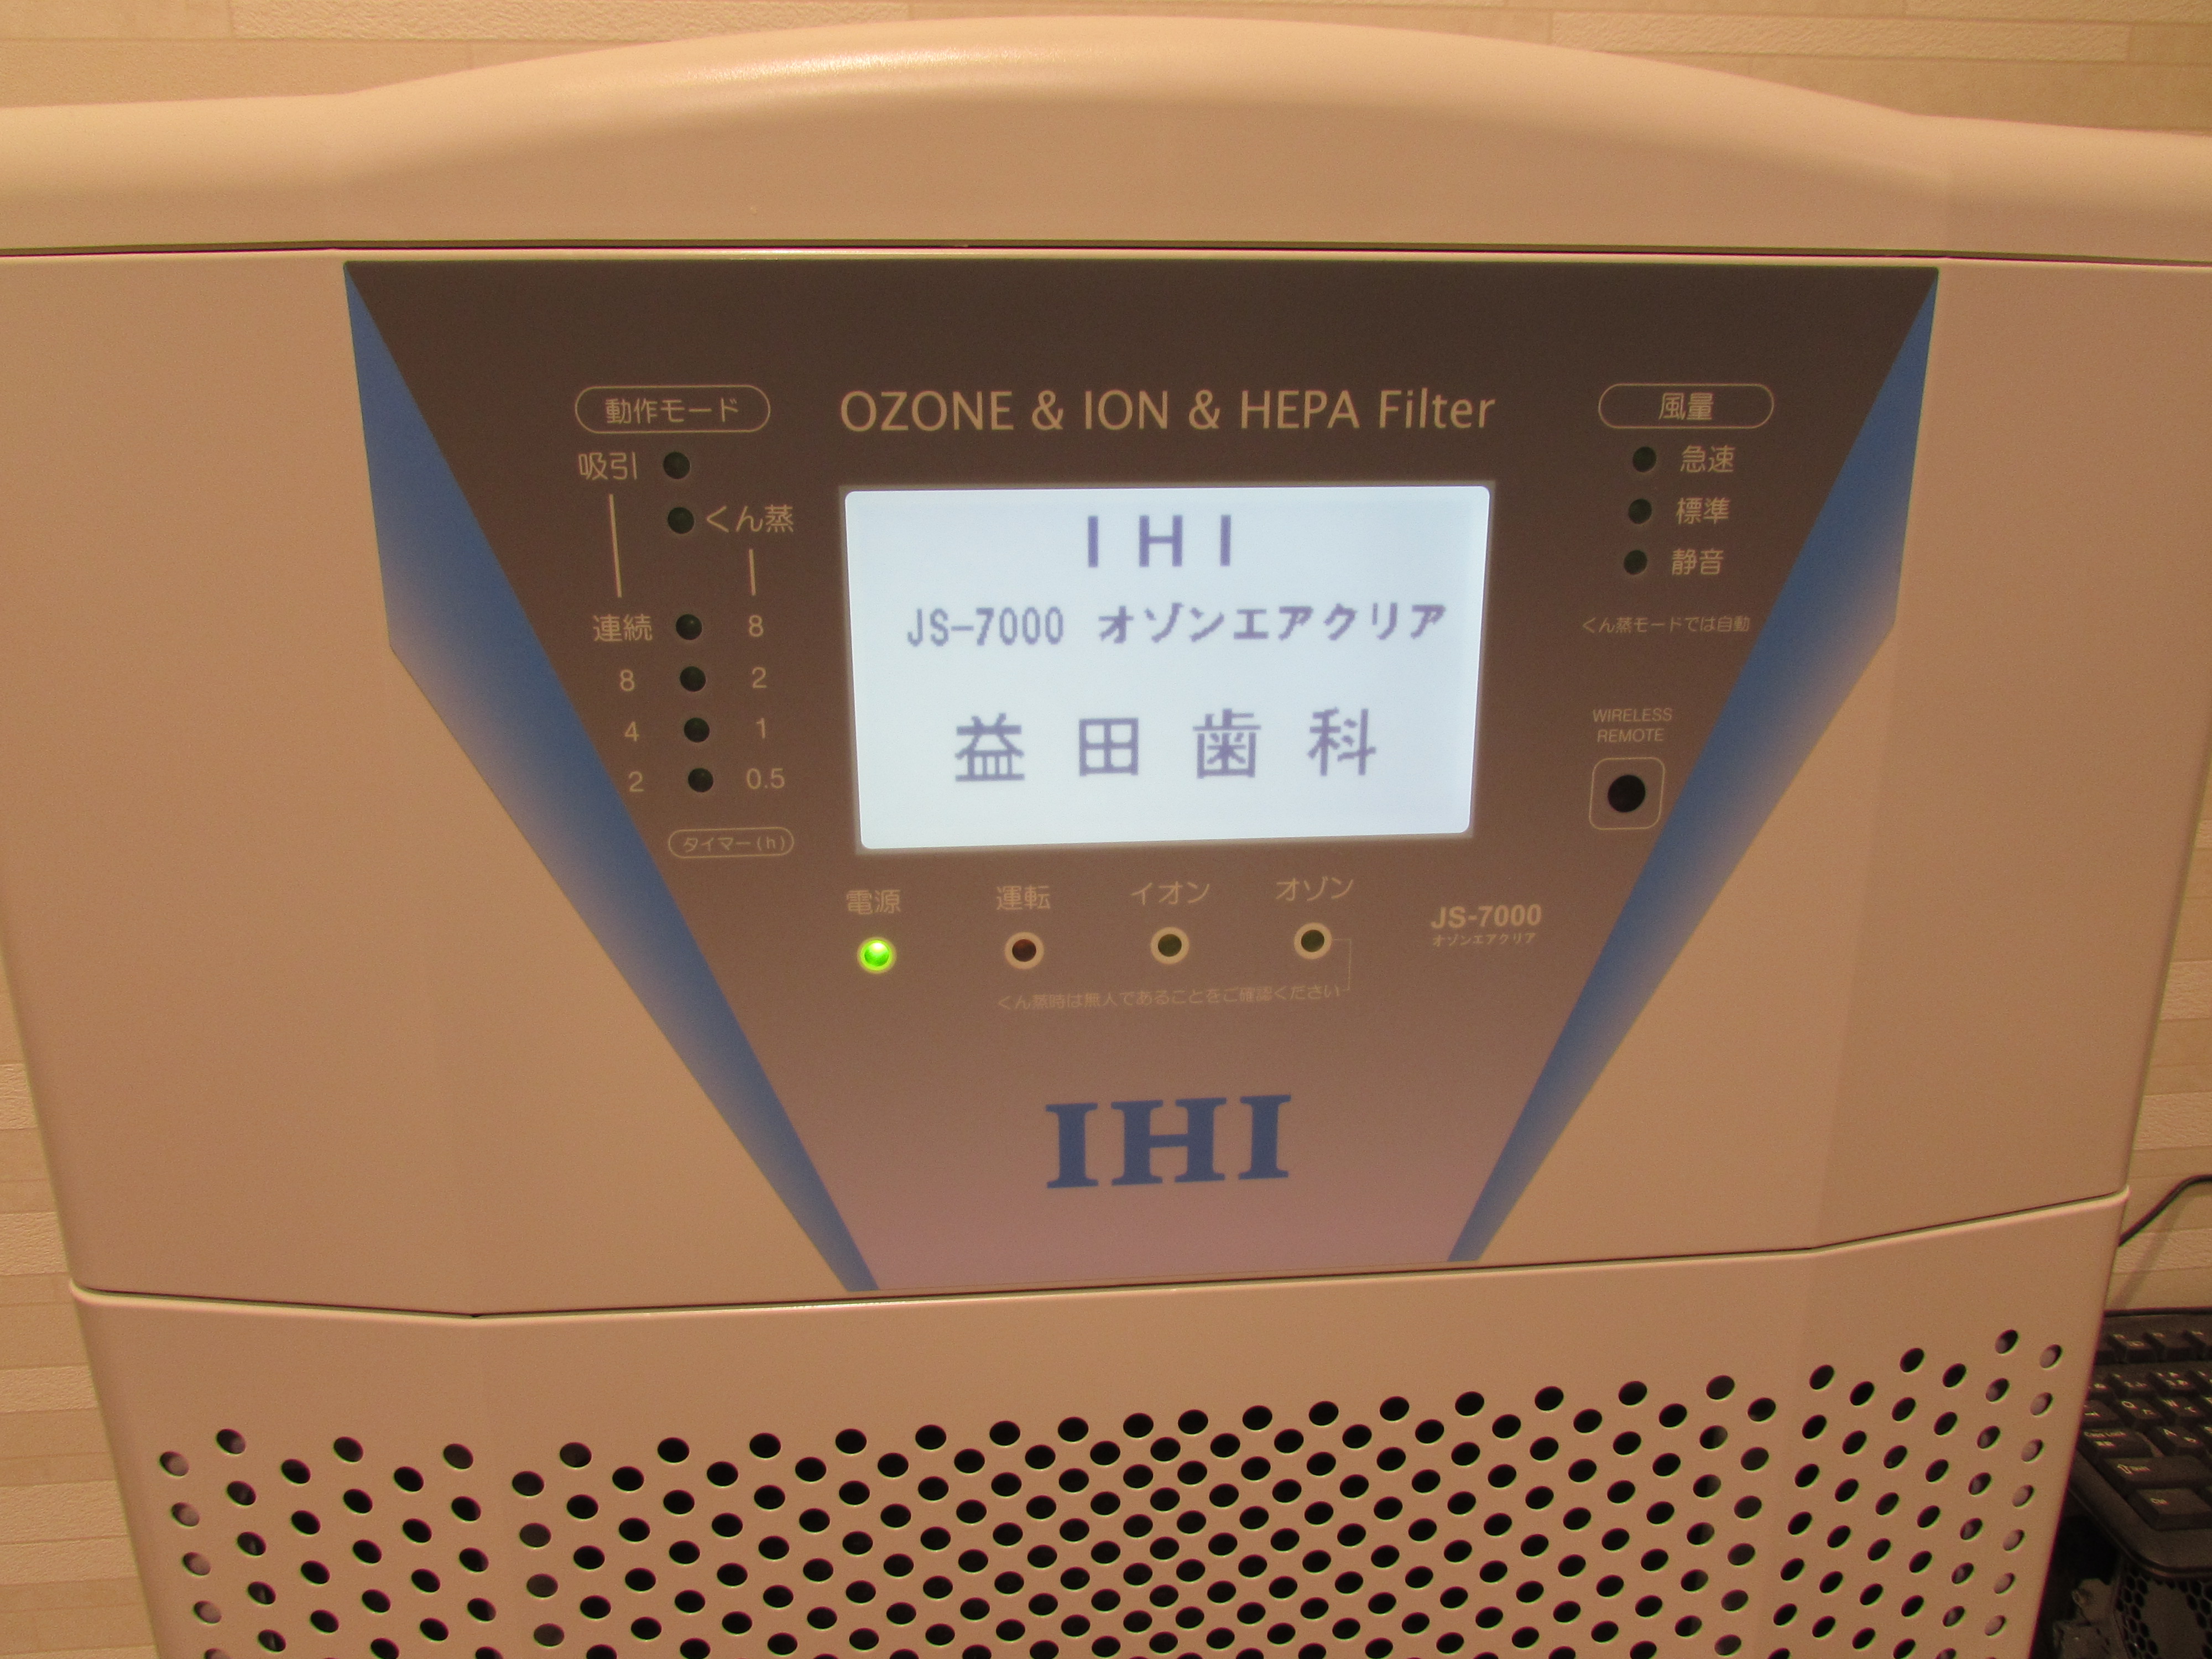 動作モード
OZONE & ION & HEPA Filter
風量
吸引
くん蒸
連続 8
8 2
4 1
2 0.5
タイマー(h)
IHI
JS-7000 オゾンエアクリア
益田歯科
急速
標準
静音
くん蒸モードでは自動
WIRELESS
REMOTE
電源 運転 イオン オゾン
くん蒸時は無人であることをご確認ください
JS-7000
オゾンエアクリア
IHI